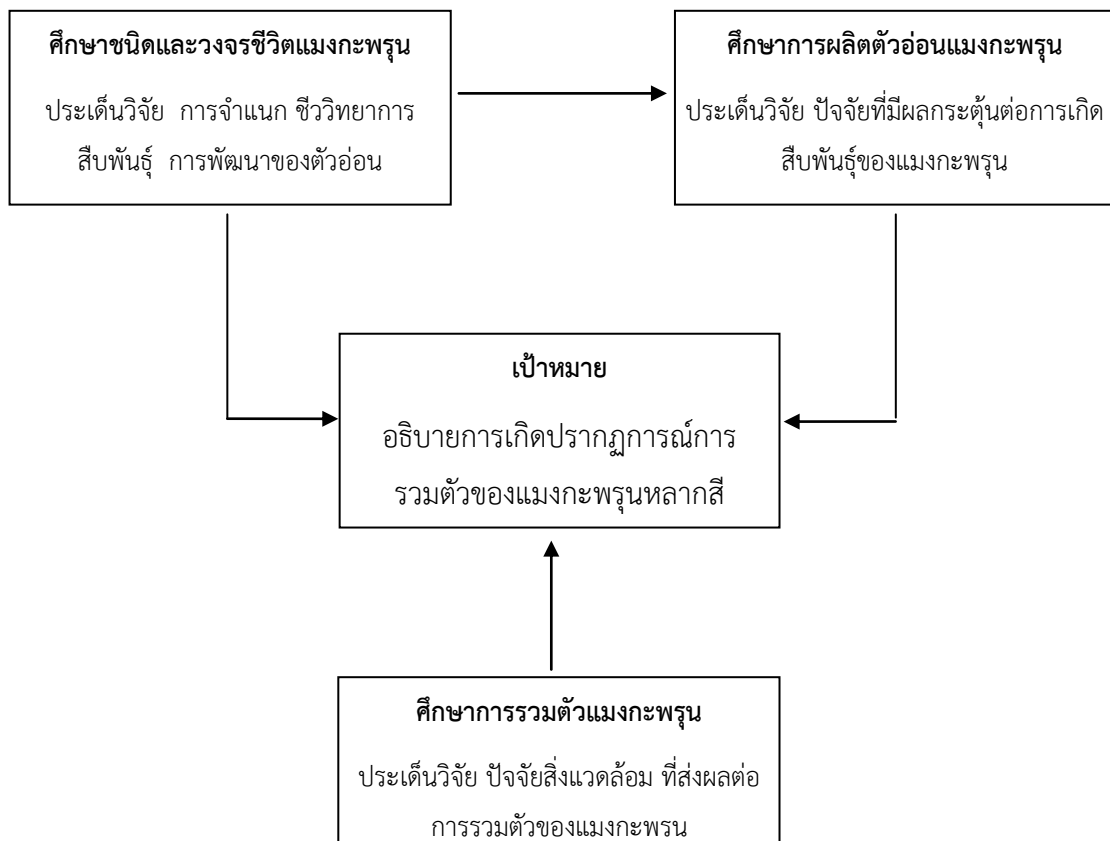 ศึกษาชนิดและวงจรชีวิตแมงกะพรุน
ประเด็นวิจัย การจำแนก ชีววิทยาการ
สืบพันธุ์ การพัฒนาของตัวอ่อน
ศึกษาการผลิตตัวอ่อนแมงกะพรุน
ประเด็นวิจัย ปัจจัยที่มีผลกระตุ้นต่อการเกิด
สืบพันธุ์ของแมงกะพรุน
เป้าหมาย
อธิบายการเกิดปรากฏการณ์การ
รวมตัวของแมงกะพรุนหลากสี
ศึกษาการรวมตัวแมงกะพรุน
ประเด็นวิจัย ปัจจัยสิ่งแวดล้อม ที่ส่งผลต่อ
การรวมตัวของแมงกะพรุน